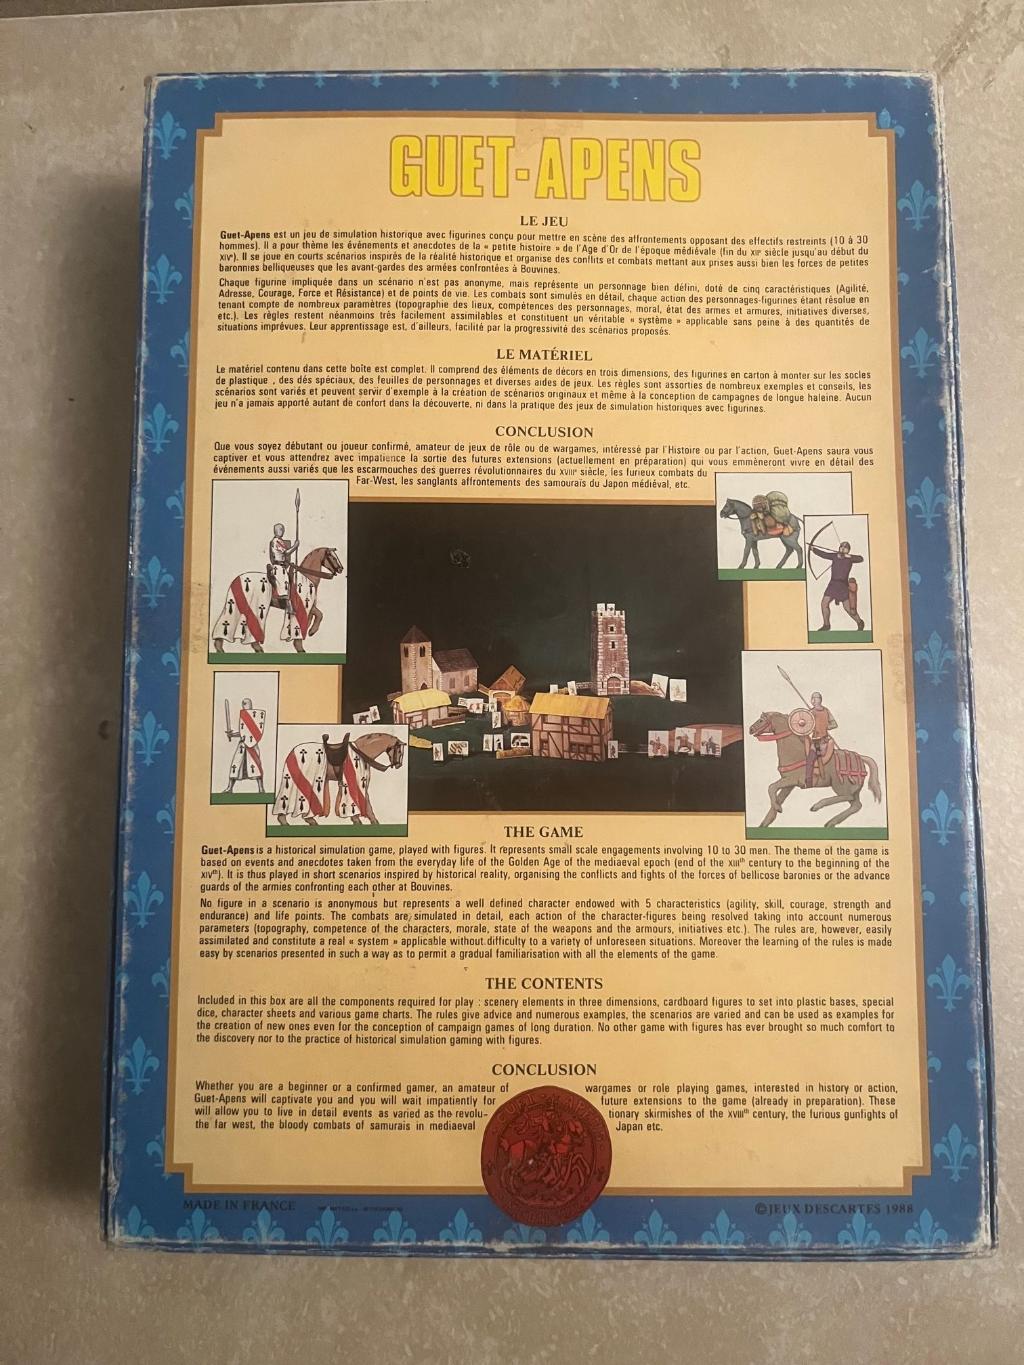 GUET-APENS
LE JEU
Guet-Apens est un jeu de simulation historique avec figurines conçu pour mettre en scène des affrontements opposant des effectifs restreints (10 à 30
hommes). Il a pour thème les événements et anecdotes de la « petite histoire » de l'Age d'Or de l'époque médiévale (fin du XIIᵉ siècle jusqu'au début du
XIVᵉ). Il se joue en courts scénarios inspirés de la réalité historique et organise des conflits et combats mettant aux prises aussi bien les forces de petites
baronnies belliqueuses que les avant-gardes des armées confrontées à Bouvines.
Chaque figurine impliquée dans un scénario n'est pas anonyme, mais représente un personnage bien défini, doté de cinq caractéristiques (Agilité,
Adresse, Courage, Force et Résistance) et de points de vie. Les combats sont simulés en détail, chaque action des personnages-figurines étant résolue en
tenant compte de nombreux paramètres (topographie des lieux, compétences des personnages, moral, état des armes et armures, initiatives diverses,
etc.). Les règles restent néanmoins très facilement assimilables et constituent un véritable « système » applicable sans peine à des quantités de
situations imprévues. Leur apprentissage est, d'ailleurs, facilité par la progressivité des scénarios proposés.
LE MATÉRIEL
Le matériel contenu dans cette boîte est complet. Il comprend des éléments de décors en trois dimensions, des figurines en carton à monter sur les socles
de plastique , des dés spéciaux, des feuilles de personnages et diverses aides de jeux. Les règles sont assorties de nombreux exemples et conseils, les
scénarios sont variés et peuvent servir d'exemple à la création de scénarios originaux et même à la conception de campagnes de longue haleine. Aucun
jeu n'a jamais apporté autant de confort dans la découverte, ni dans la pratique des jeux de simulation historiques avec figurines.
CONCLUSION
Que vous soyez débutant ou joueur confirmé, amateur de jeux de rôle ou de wargames, intéressé par l'Histoire ou par l'action, Guet-Apens saura vous
captiver et vous attendrez avec impatience la sortie des futures extensions (actuellement en préparation) qui vous emmèneront vivre en détail des
événements aussi variés que les escarmouches des guerres révolutionnaires du XVIIIᵉ siècle, les furieux combats du
Far-West, les sanglants affrontements des samouraïs du Japon médiéval, etc.
THE GAME
Guet-Apens is a historical simulation game, played with figures. It represents small scale engagements involving 10 to 30 men. The theme of the game is
based on events and anecdotes taken from the everyday life of the Golden Age of the mediaeval epoch (end of the XIIIᵗʰ century to the beginning of the
XIVᵗʰ). It is thus played in short scenarios inspired by historical reality, organising the conflicts and fights of the forces of bellicose baronies or the advance
guards of the armies confronting each other at Bouvines.
No figure in a scenario is anonymous but represents a well defined character endowed with 5 characteristics (agility, skill, courage, strength and
endurance) and life points. The combats are simulated in detail, each action of the character-figures being resolved taking into account numerous
parameters (topography, competence of the characters, morale, state of the weapons and the armours, initiatives etc.). The rules are, however, easily
assimilated and constitute a real « system » applicable without difficulty to a variety of unforeseen situations. Moreover the learning of the rules is made
easy by scenarios presented in such a way as to permit a gradual familiarisation with all the elements of the game.
THE CONTENTS
Included in this box are all the components required for play : scenery elements in three dimensions, cardboard figures to set into plastic bases, special
dice, character sheets and various game charts. The rules give advice and numerous examples, the scenarios are varied and can be used as examples for
the creation of new ones even for the conception of campaign games of long duration. No other game with figures has ever brought so much comfort to
the discovery nor to the practice of historical simulation gaming with figures.
CONCLUSION
Whether you are a beginner or a confirmed gamer, an amateur of wargames or role playing games, interested in history or action,
Guet-Apens will captivate you and you will wait impatiently for future extensions to the game (already in preparation). These
will allow you to live in detail events as varied as the revolu- tionary skirmishes of the XVIIIᵗʰ century, the furious gunfights of
the far west, the bloody combats of samurais in mediaeval Japan etc.
GUET-APENS
MADE IN FRANCE
©JEUX DESCARTES 1988